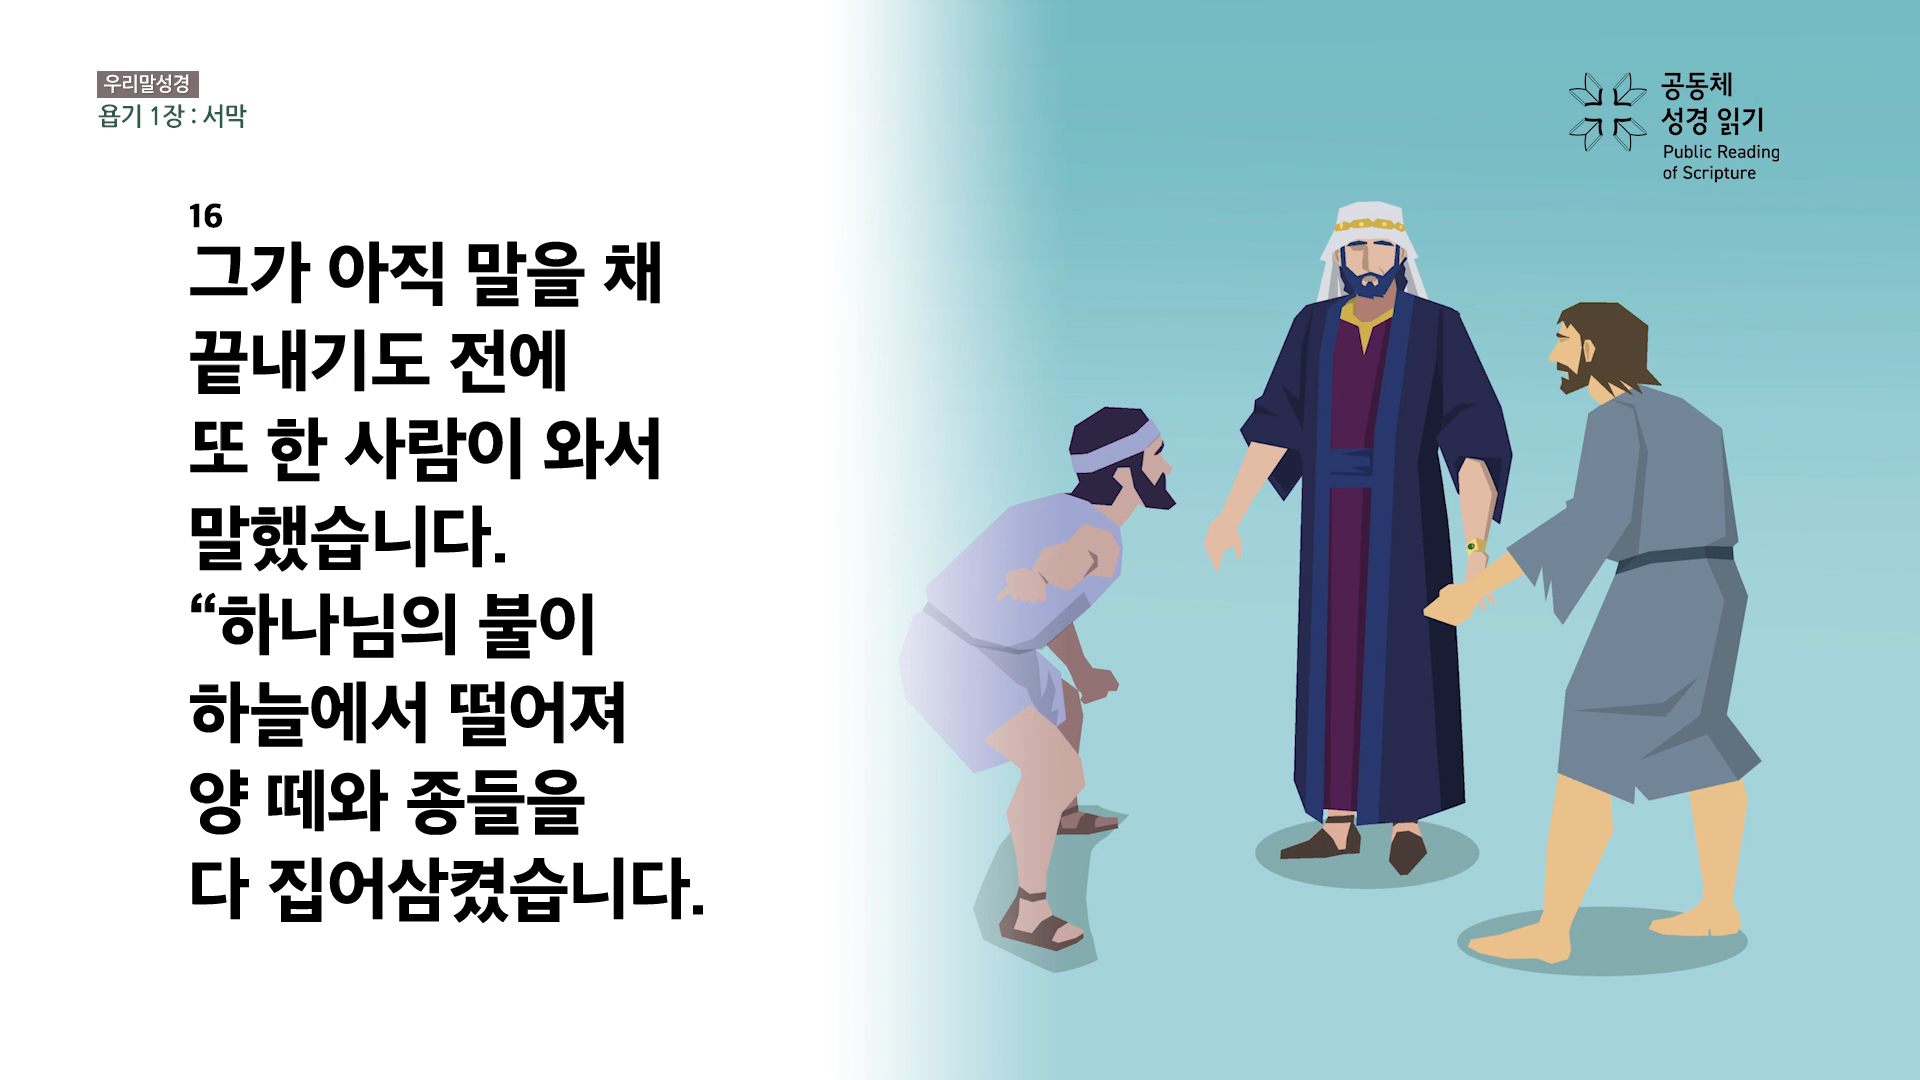 우리말성경
욥기 1장 : 서막
공동체
성경 읽기
Public Reading
of Scripture
16
그가 아직 말을 채
끝내기도 전에
또 한 사람이 와서
말했습니다.
“하나님의 불이
하늘에서 떨어져
양 떼와 종들을
다 집어삼켰습니다.